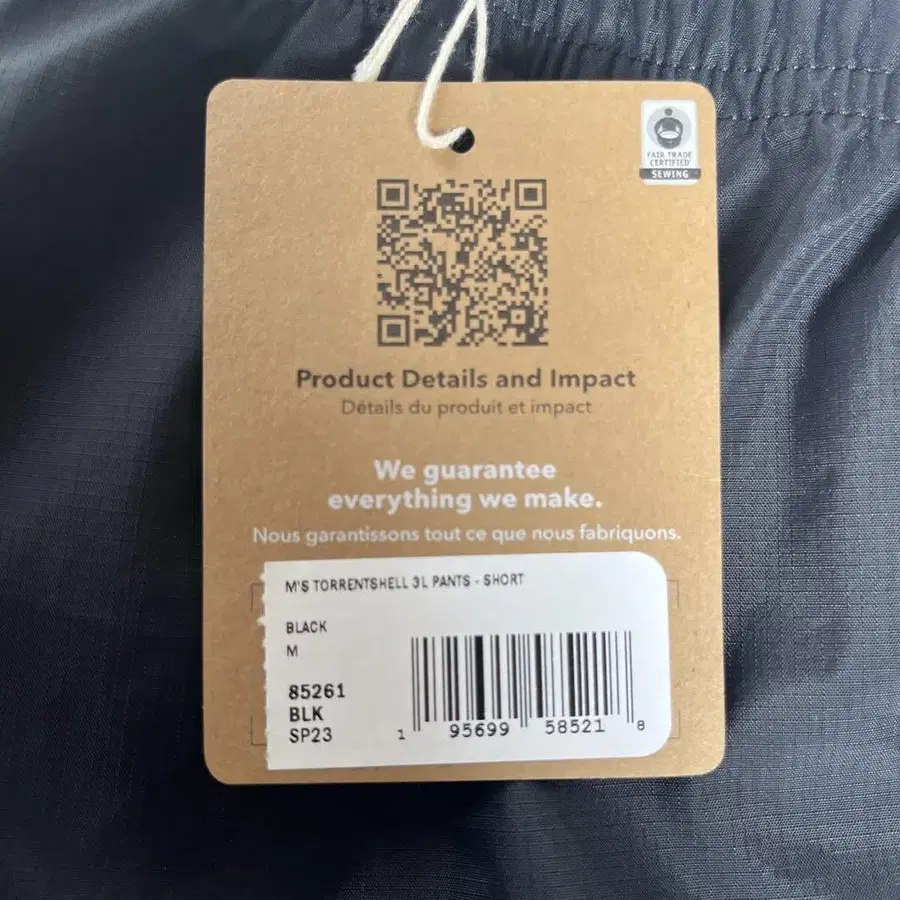 FAIR TRADE
CERTIFIED
SEWING
Product Details and Impact
Détails du produit et impact
We guarantee
everything we make.
Nous garantissons tout ce que nous fabriquons.
M'S TORRENTSHELL 3L PANTS - SHORT
BLACK
M
85261
BLK
SP23
1 95699 58521 8